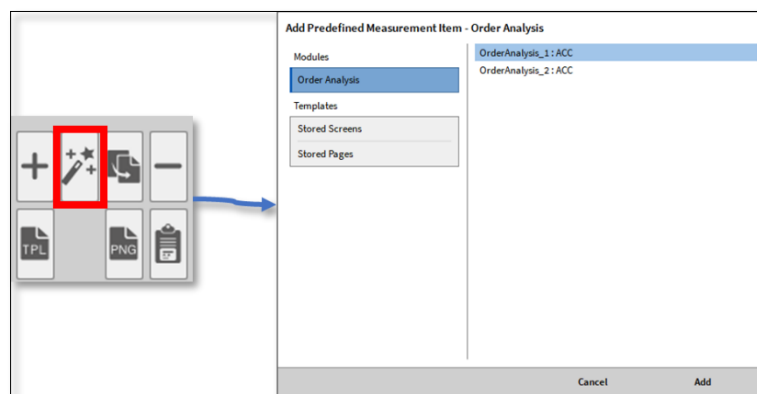 TPL
PNG
Add Predefined Measurement Item - Order Analysis
Modules
Order Analysis
Templates
Stored Screens
Stored Pages
OrderAnalysis_1 : ACC
OrderAnalysis_2 : ACC
Cancel
Add